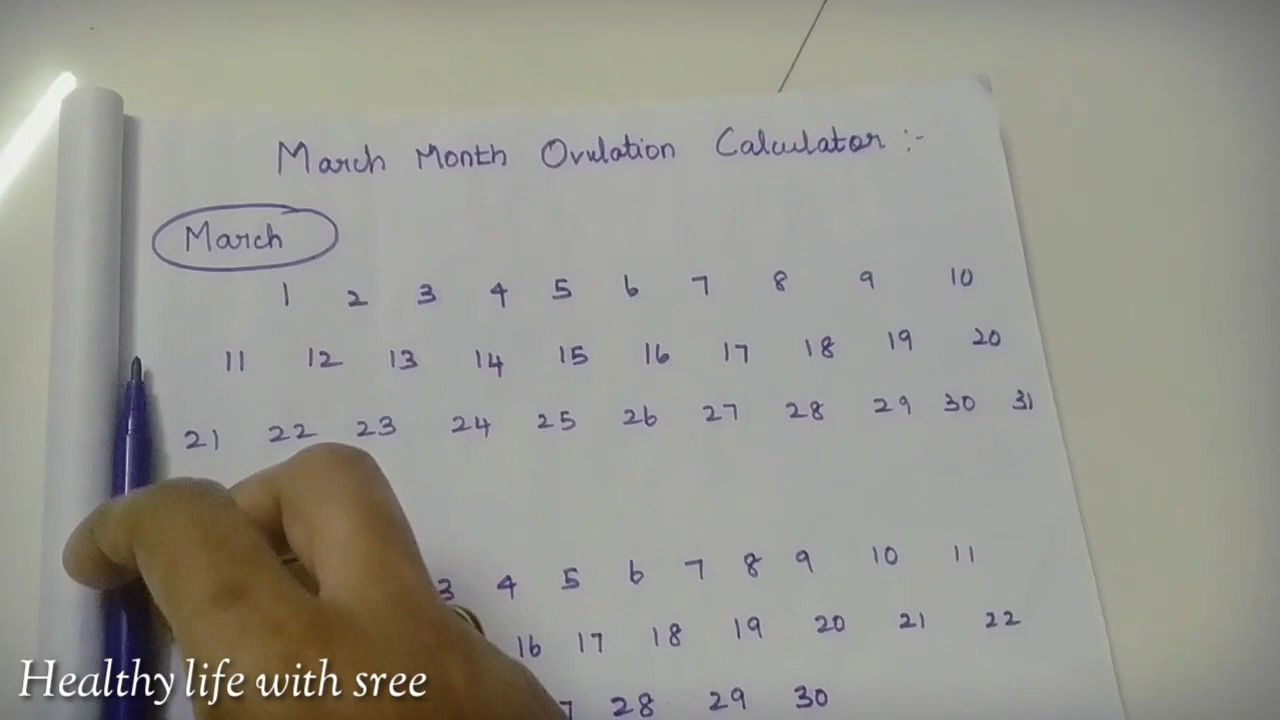 March Month Ovulation Calculator :-
March
1 2 3 4 5 6 7 8 9 10
11 12 13 14 15 16 17 18 19 20
21 22 23 24 25 26 27 28 29 30 31
3 4 5 6 7 8 9 10 11
16 17 18 19 20 21 22
28 29 30
Healthy life with sree